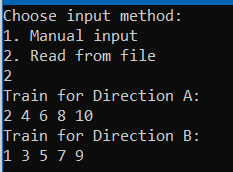 Choose input method:
1. Manual input
2. Read from file
2
Train for Direction A:
2 4 6 8 10
Train for Direction B:
1 3 5 7 9